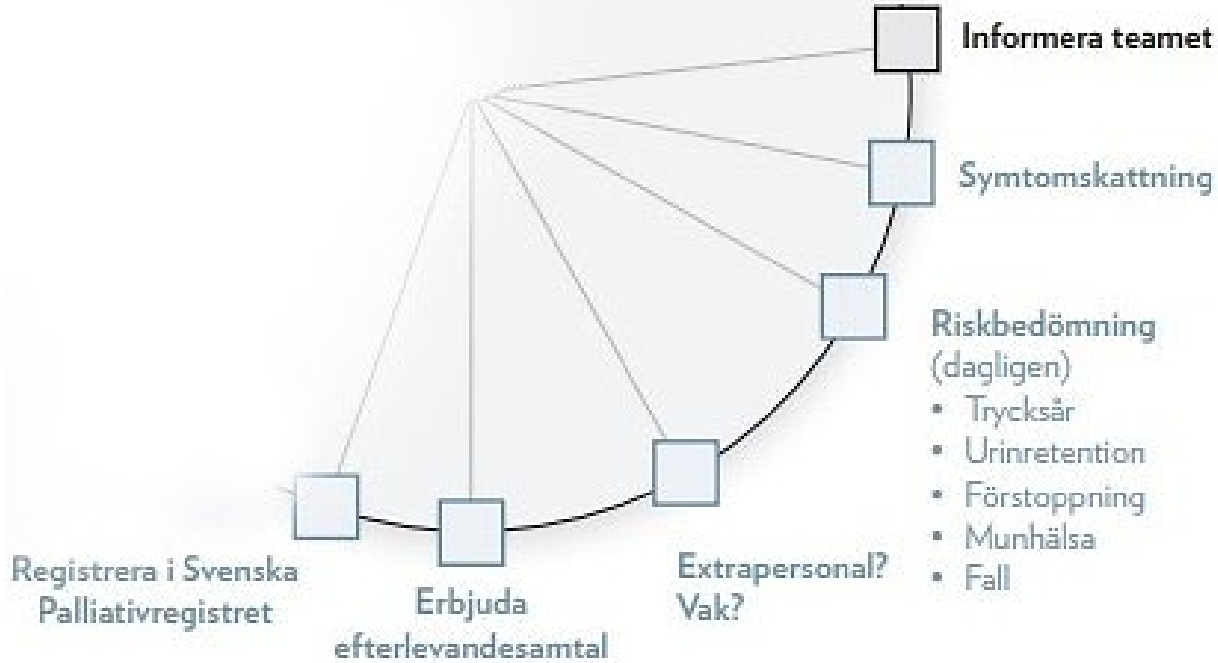 Informera teamet
Symtomskattning
Riskbedömning
(dagligen)
• Trycksår
• Urinretention
• Förstoppning
• Munhälsa
• Fall
Extrapersonal?
Vak?
Erbjuda
efterlevandesamtal
Registrera i Svenska
Palliativregistret